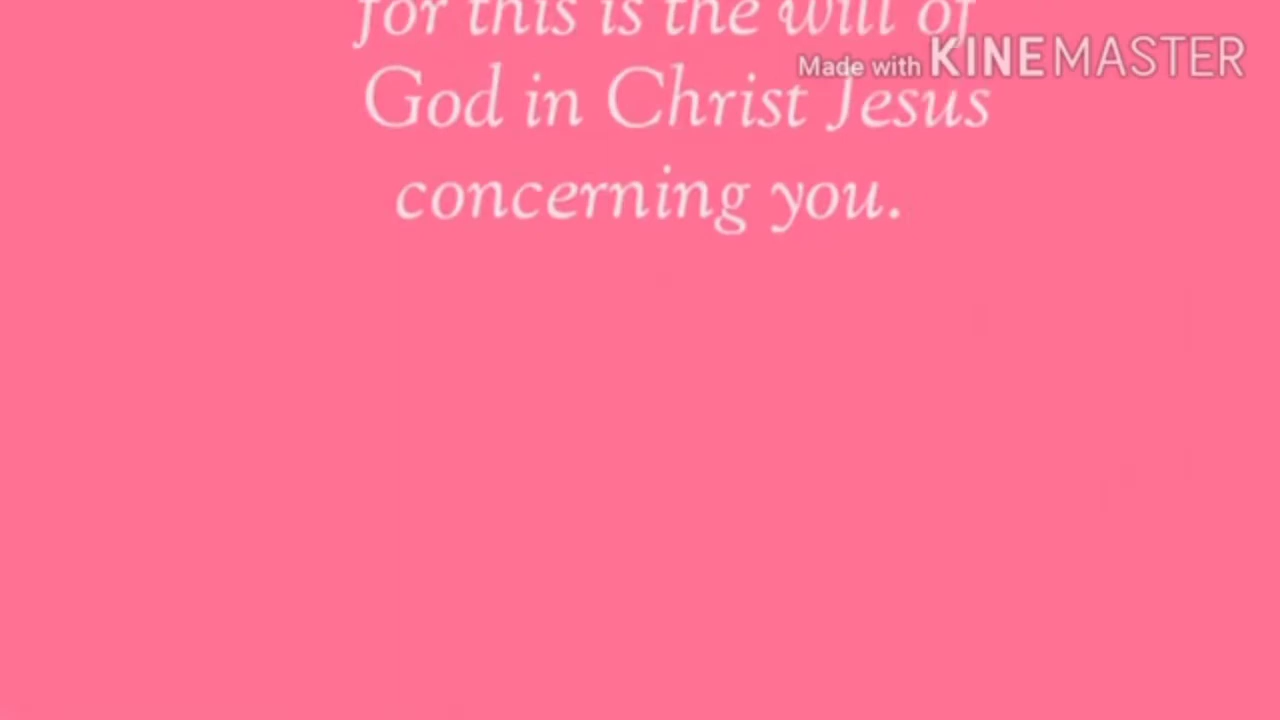 for this is the will of
Made with KINEMASTER
God in Christ Jesus
concerning you.